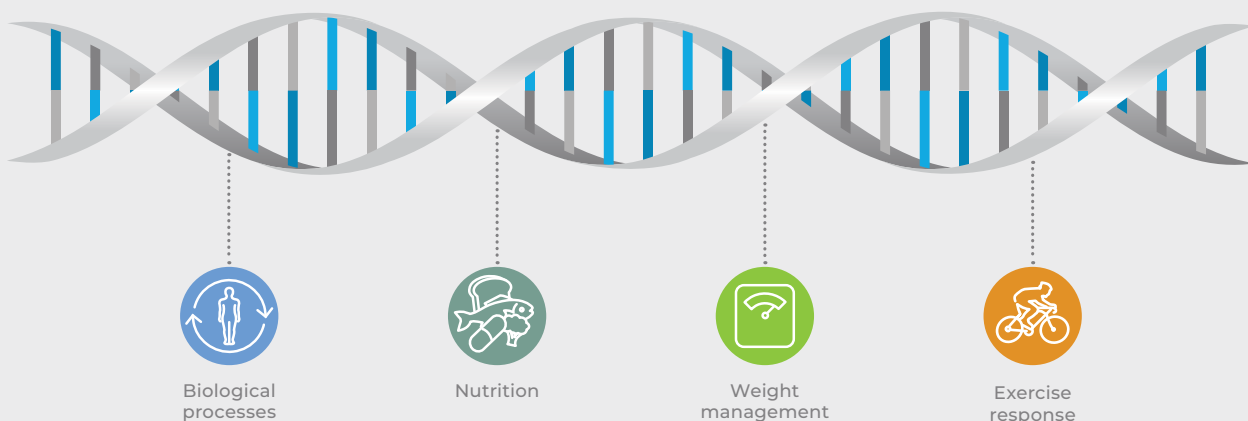 Biological
processes
Nutrition
Weight
management
Exercise
response